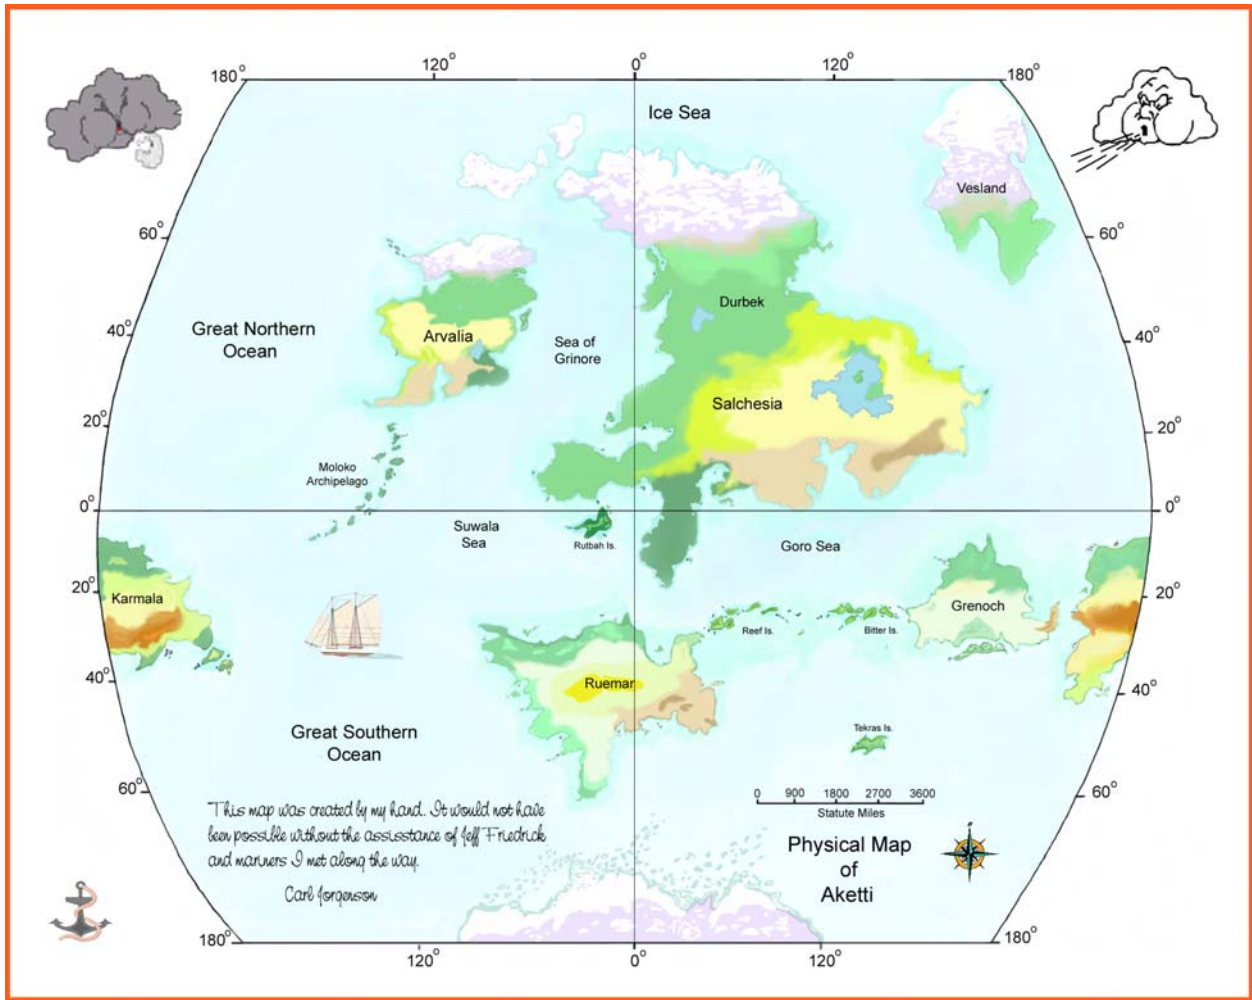 120°
0°
120°
180°
180°
Ice Sea
Vesland
60°
60°
Durbek
Great Northern
Ocean
40°
Arvalia
Sea of
Grinore
40°
Salchesia
20°
20°
Moloko
Archipelago
0°
0°
Suwala
Sea
Rutbah Is.
Goro Sea
20°
Karmala
20°
Grenoch
Reef Is.
Bitter Is.
40°
Ruemar
40°
Great Southern
Ocean
Tekras Is.
60°
60°
0 900 1800 2700 3600
Statute Miles
This map was created by my hand. It would not have
been possible without the assisstance of Jeff Friedrick
and mariners I met along the way.
Carl Jorgenson
Physical Map
of
Aketti
180°
180°
120°
0°
120°